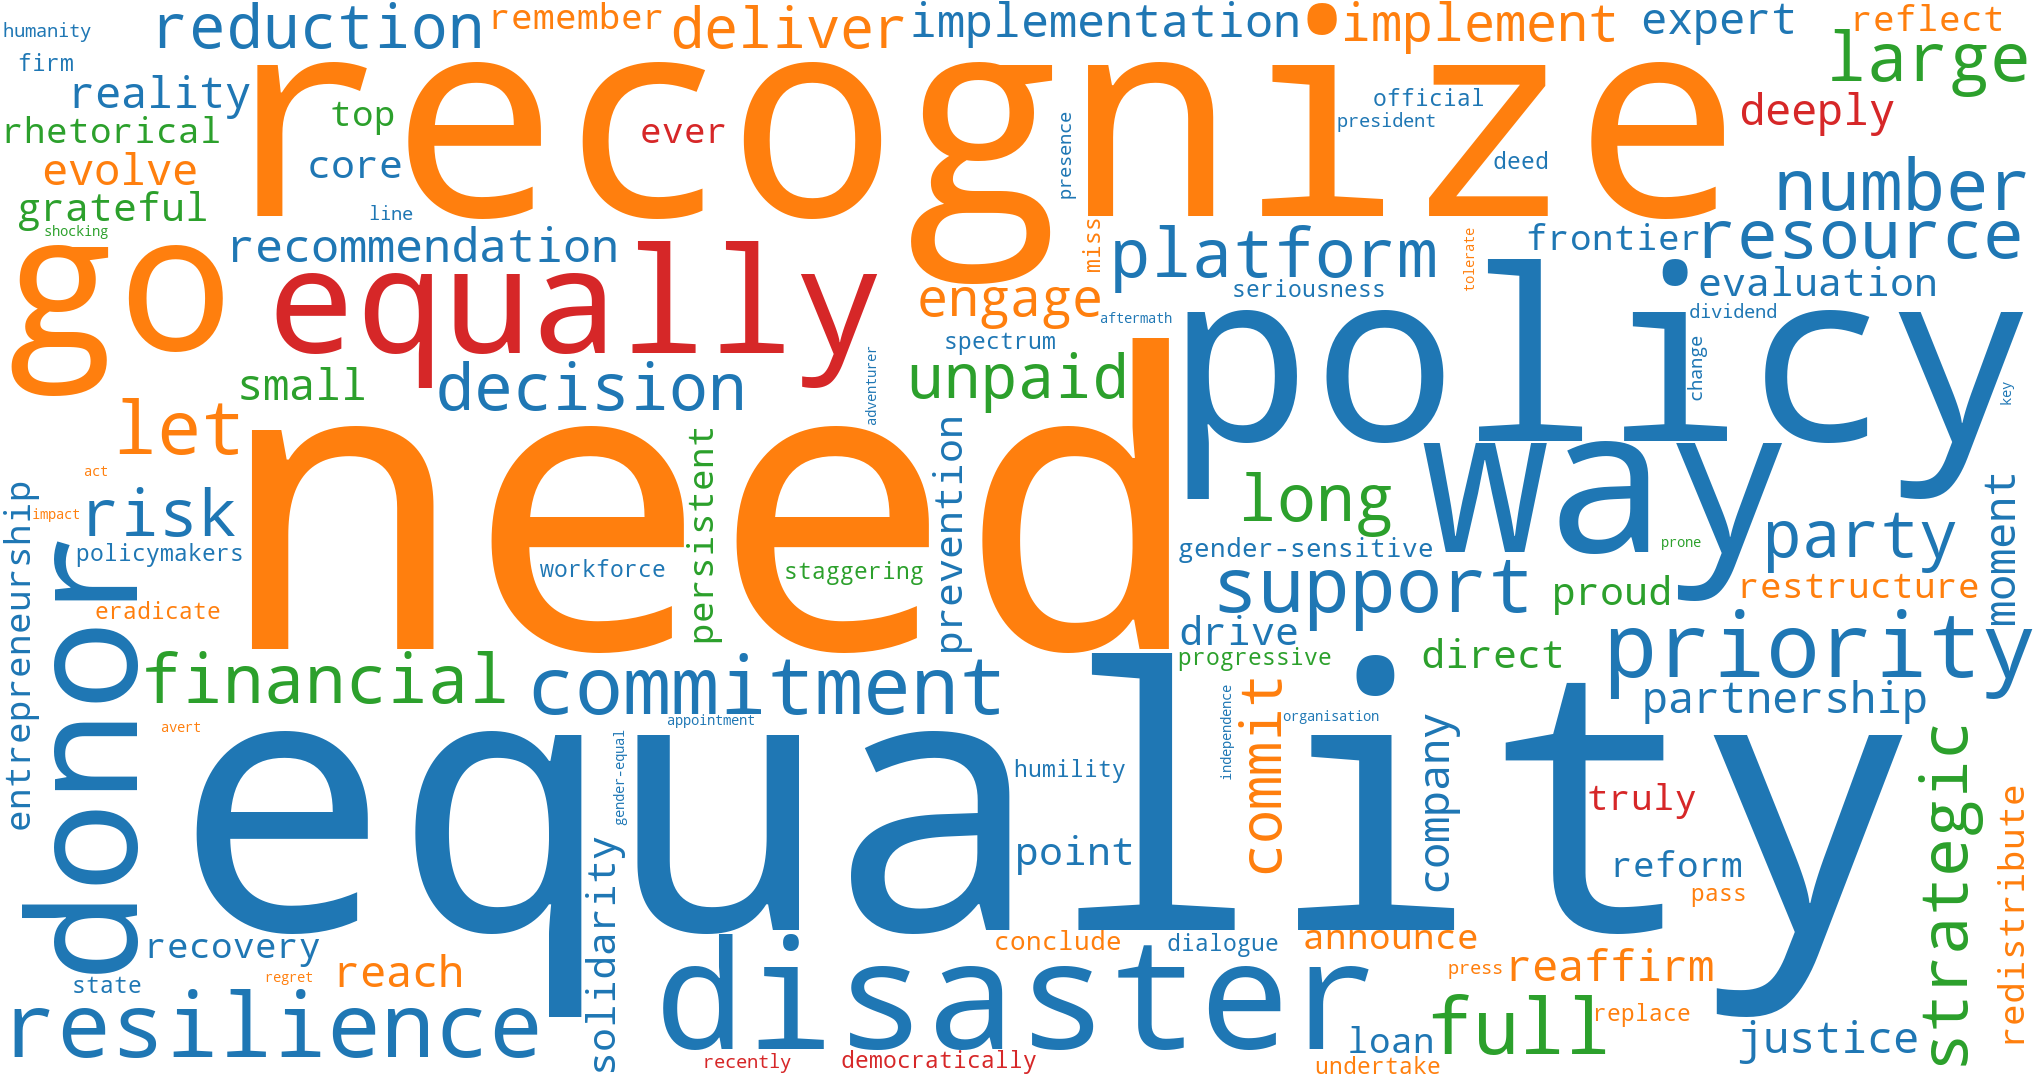 humanity
reduction
remember
deliver
implementation
implement
expert
reflect
firm
large
reality
recognize
official
deeply
rhetorical
top
ever
presence
president
evolve
core
deed
number
grateful
line
shocking
go
recommendation
equally
miss
platform
tolerate
frontier
resource
engage
seriousness
policy
evaluation
aftermath
dividend
small
decision
adventurer
spectrum
unpaid
change
key
let
need
persistent
prevention
long
way
act
entrepreneurship
impact
risk
policymakers
workforce
staggering
gender-sensitive
prone
party
moment
eradicate
support
proud
restructure
donor
drive
priority
financial
commitment
progressive
direct
partnership
avert
appointment
independence
commit
organisation
equality
gender-equal
humility
company
truly
strategic
redistribute
solidarity
point
reform
pass
recovery
conclude
dialogue
announce
state
regret
reach
disaster
press
reaffirm
resilience
full
replace
loan
justice
recently
democratically
undertake